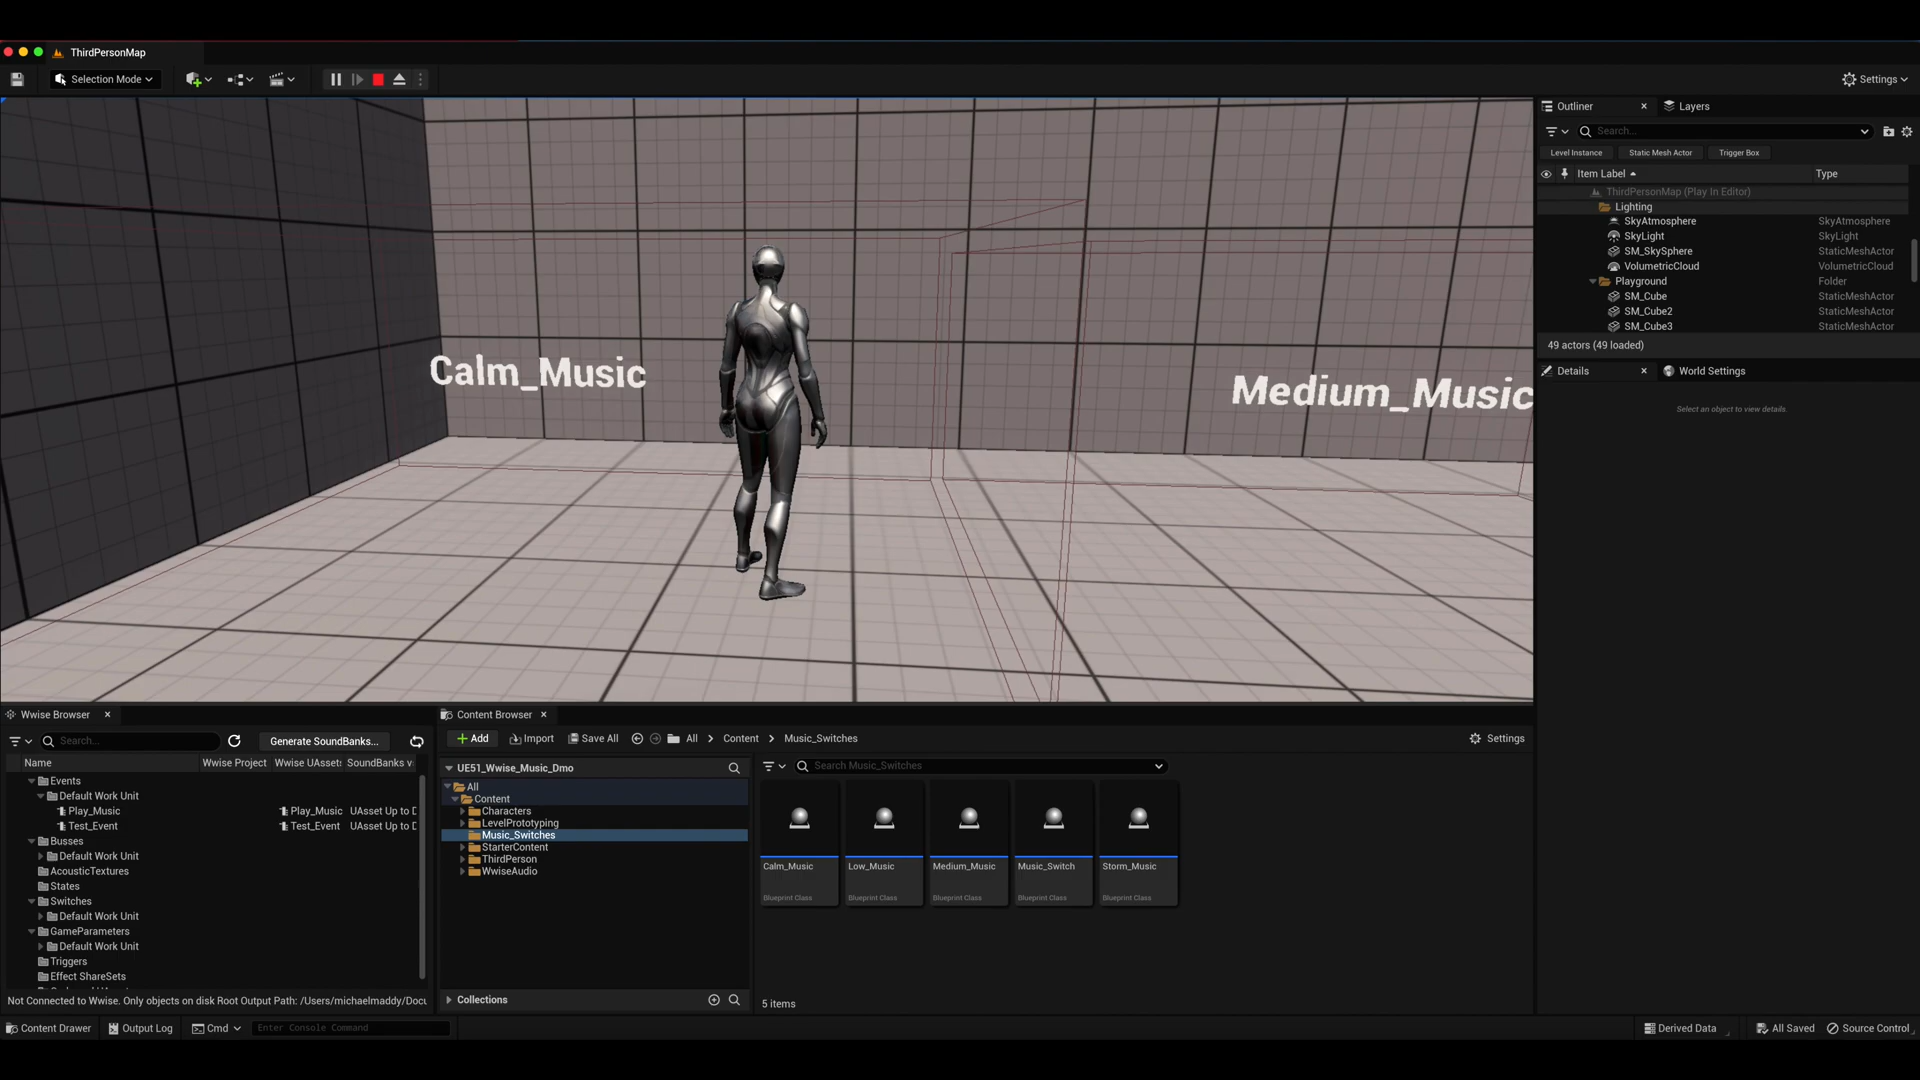 ThirdPersonMap
Selection Mode
Settings
Calm_Music
Medium_Music
Outliner
Layers
Search...
Level Instance
Static Mesh Actor
Trigger Box
Item Label
Type
ThirdPersonMap (Play In Editor)
Lighting
SkyAtmosphere SkyAtmosphere
SkyLight SkyLight
SM_SkySphere StaticMeshActor
VolumetricCloud VolumetricCloud
Playground Folder
SM_Cube StaticMeshActor
SM_Cube2 StaticMeshActor
SM_Cube3 StaticMeshActor
49 actors (49 loaded)
Details
World Settings
Select an object to view details.
Wwise Browser
Search...
Generate SoundBanks...
Name Wwise Project Wwise UAssets SoundBanks v
Events
Default Work Unit
Play_Music Play_Music UAsset Up to D
Test_Event Test_Event UAsset Up to D
Busses
Default Work Unit
AcousticTextures
States
Switches
Default Work Unit
GameParameters
Default Work Unit
Triggers
Effect ShareSets
Not Connected to Wwise. Only objects on disk Root Output Path: /Users/michaelmaddy/Docu
Content Browser
Add
Import
Save All
All
Content
Music_Switches
Settings
UE51_Wwise_Music_Dmo
All
Content
Characters
LevelPrototyping
Music_Switches
StarterContent
ThirdPerson
WwiseAudio
Collections
Search Music_Switches
Calm_Music
Blueprint Class
Low_Music
Blueprint Class
Medium_Music
Blueprint Class
Music_Switch
Blueprint Class
Storm_Music
Blueprint Class
5 items
Content Drawer
Output Log
Cmd
Enter Console Command
Derived Data
All Saved
Source Control